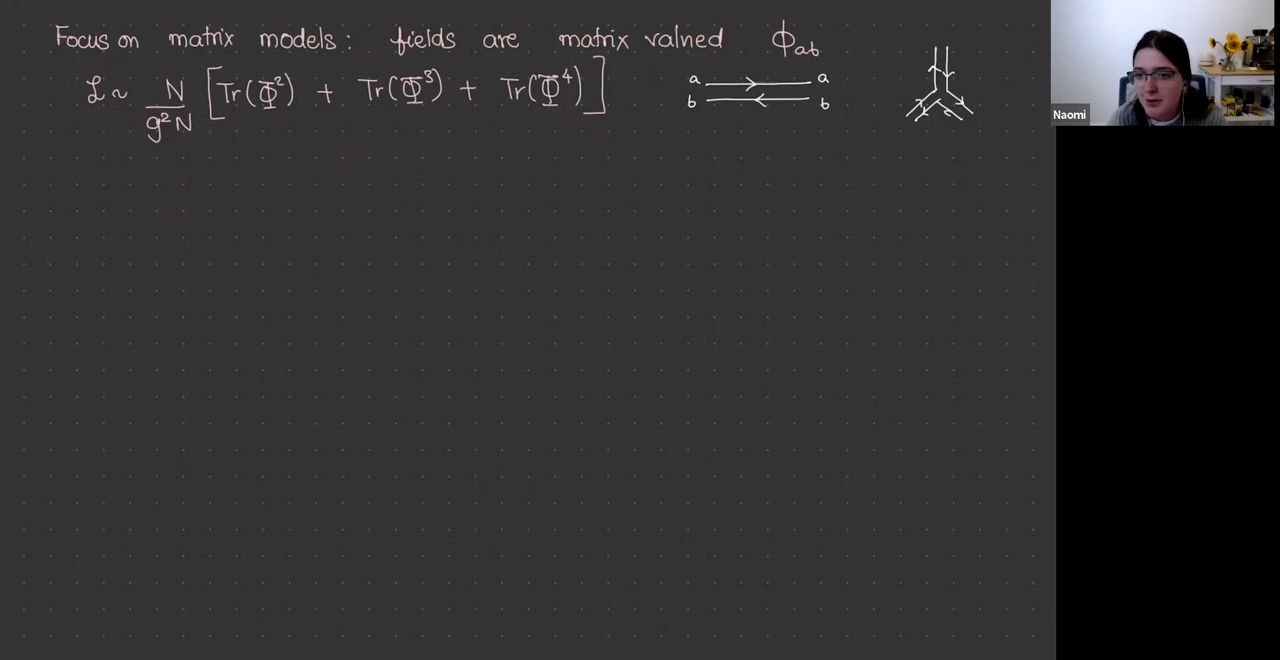 Focus on matrix models: fields are matrix valued Φab
ℒ ~ N/g²N [Tr(Φ²) + Tr(Φ³) + Tr(Φ⁴)]
a a
b b
Naomi